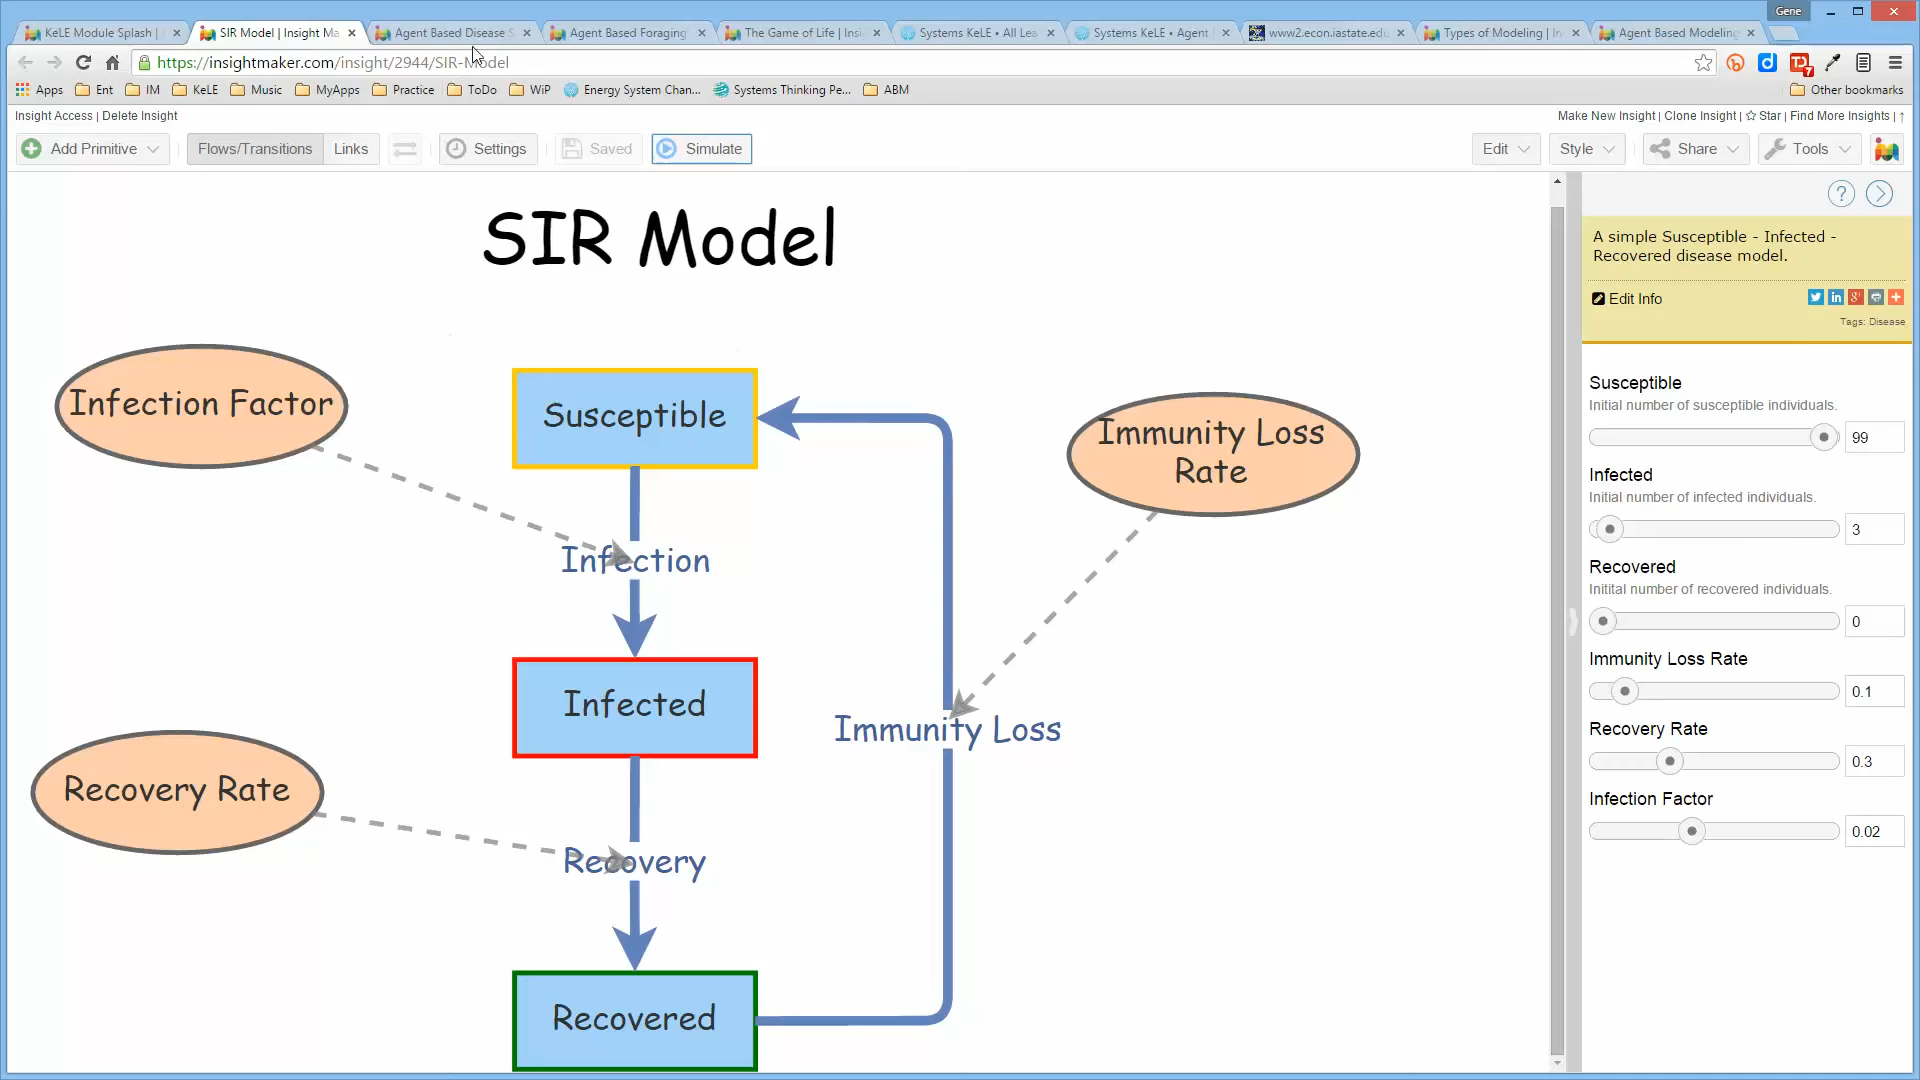 Gene
KeLE Module Splash |
SIR Model | Insight Ma
Agent Based Disease S
Agent Based Foraging
The Game of Life | Insi
Systems KeLE • All Lea
Systems KeLE • Agent
www2.econ.iastate.edu
Types of Modeling | In
Agent Based Modeling
https://insightmaker.com/insight/2944/SIR-Model
7
Apps Ent IM KeLE Music MyApps Practice ToDo WiP Energy System Chan... Systems Thinking Pe... ABM Other bookmarks
Insight Access | Delete Insight
Make New Insight | Clone Insight | Star | Find More Insights | ↑
Add Primitive Flows/Transitions Links Settings Saved Simulate Edit Style Share Tools
SIR Model
Infection Factor
Susceptible
Immunity Loss
Rate
Infection
Infected
Immunity Loss
Recovery Rate
Recovery
Recovered
?
A simple Susceptible - Infected -
Recovered disease model.
Edit Info
Tags: Disease
Susceptible
Initial number of susceptible individuals.
99
Infected
Initial number of infected individuals.
3
Recovered
Initital number of recovered individuals.
0
Immunity Loss Rate
0.1
Recovery Rate
0.3
Infection Factor
0.02